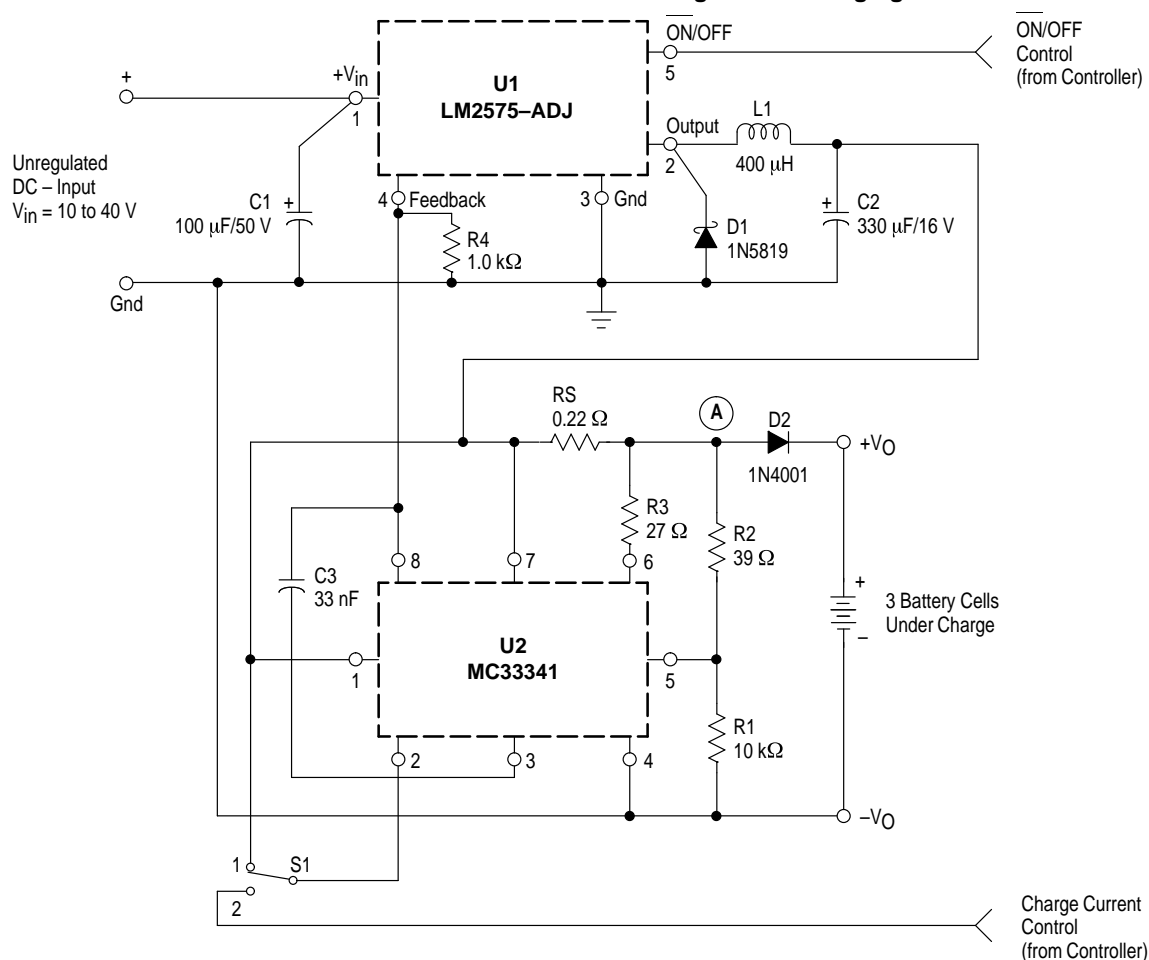 ON/OFF
5
ON/OFF
Control
(from Controller)
+
+Vin
1
U1
LM2575–ADJ
Output
2
L1
400 µH
Unregulated
DC – Input
Vin = 10 to 40 V
C1
+
100 µF/50 V
4
Feedback
3
Gnd
R4
1.0 kΩ
D1
1N5819
+
C2
330 µF/16 V
Gnd
RS
0.22 Ω
A
D2
1N4001
+VO
R3
27 Ω
R2
39 Ω
8
7
6
C3
33 nF
U2
MC33341
1
5
+
–
3 Battery Cells
Under Charge
R1
10 kΩ
2
3
4
–VO
1
S1
2
Charge Current
Control
(from Controller)